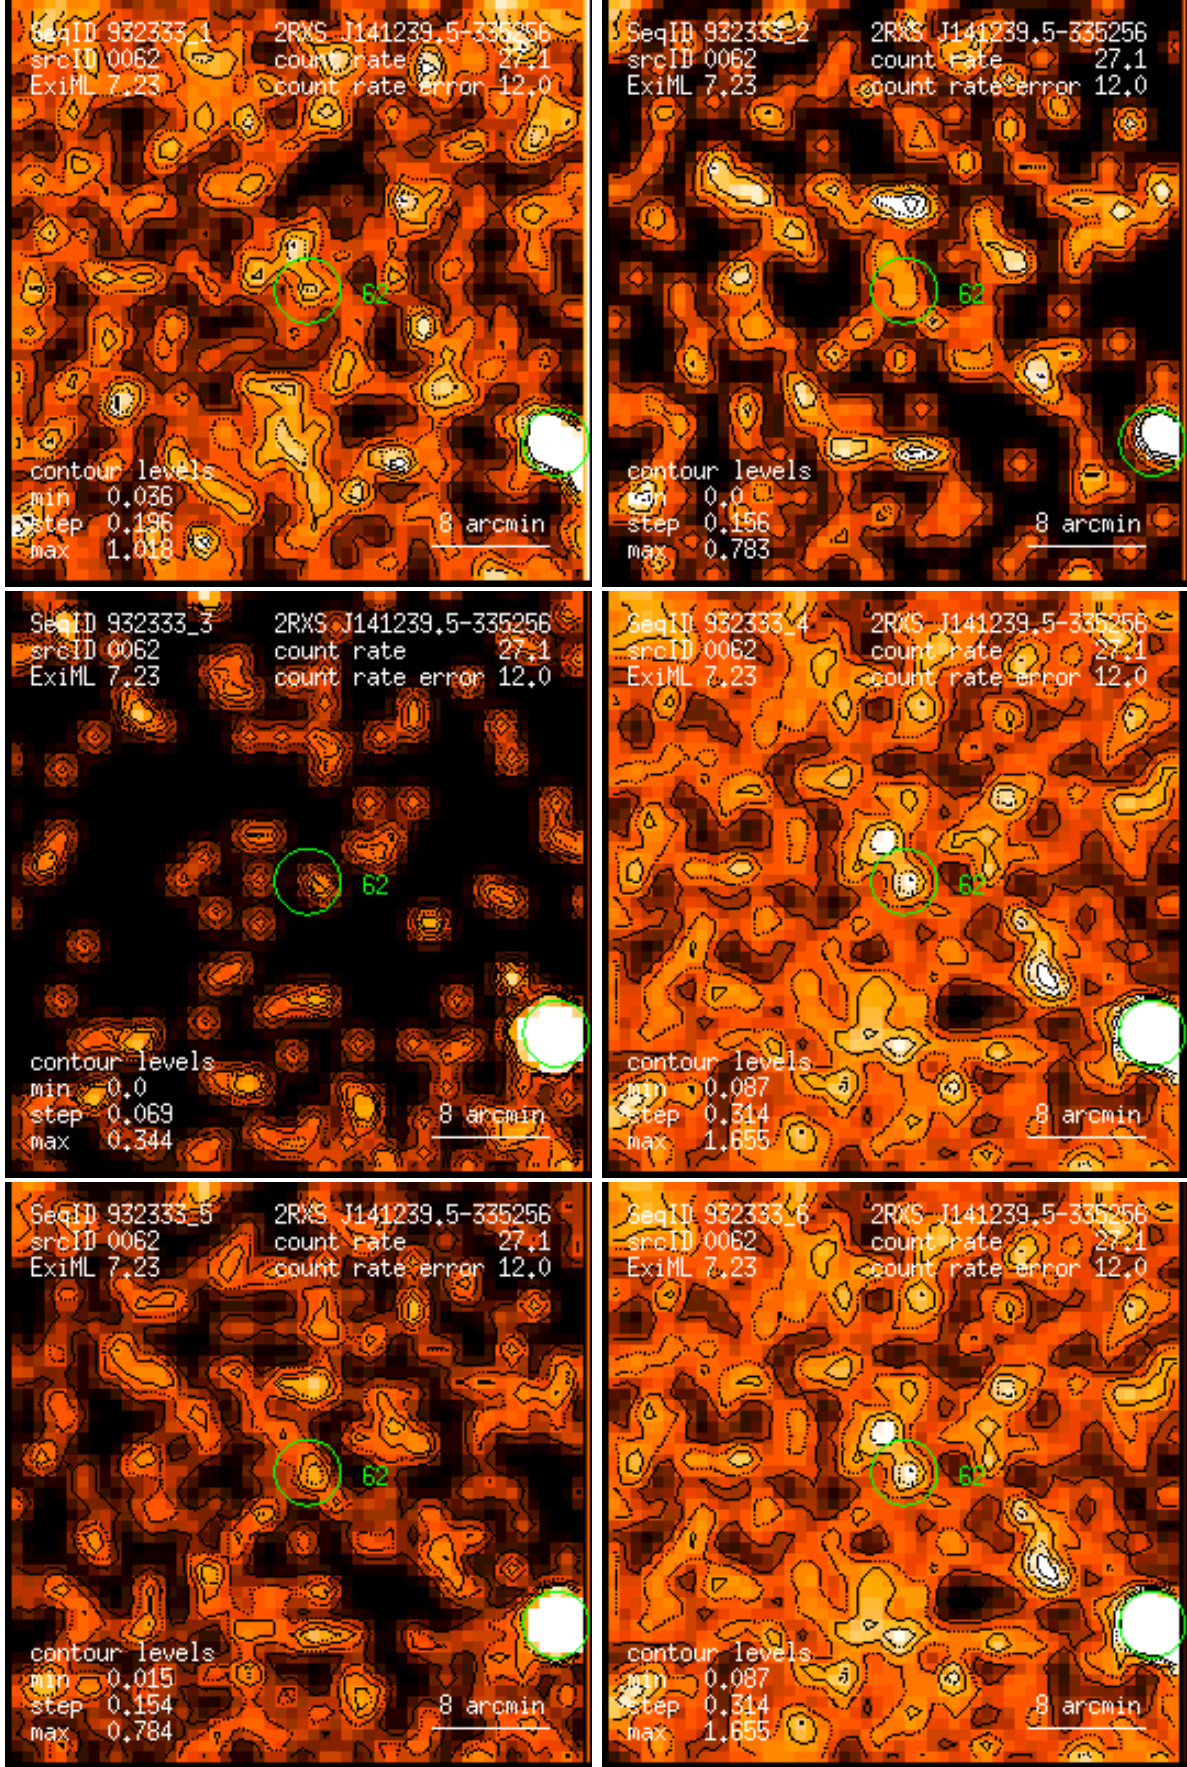 SeqID 932333_1 2RXS J141239.5-335256
srcID 0062 count rate 27.1
ExiML 7.23 count rate error 12.0
62
contour levels
min 0.036
step 0.196
max 1.018
8 arcmin
SeqID 932333_2 2RXS J141239.5-335256
srcID 0062 count rate 27.1
ExiML 7.23 count rate error 12.0
62
contour levels
min 0.0
step 0.156
max 0.783
8 arcmin
SeqID 932333_3 2RXS J141239.5-335256
srcID 0062 count rate 27.1
ExiML 7.23 count rate error 12.0
62
contour levels
min 0.0
step 0.069
max 0.344
8 arcmin
SeqID 932333_4 2RXS J141239.5-335256
srcID 0062 count rate 27.1
ExiML 7.23 count rate error 12.0
62
contour levels
min 0.087
step 0.314
max 1.655
8 arcmin
SeqID 932333_5 2RXS J141239.5-335256
srcID 0062 count rate 27.1
ExiML 7.23 count rate error 12.0
62
contour levels
min 0.015
step 0.154
max 0.784
8 arcmin
SeqID 932333_6 2RXS J141239.5-335256
srcID 0062 count rate 27.1
ExiML 7.23 count rate error 12.0
62
contour levels
min 0.087
step 0.314
max 1.655
8 arcmin